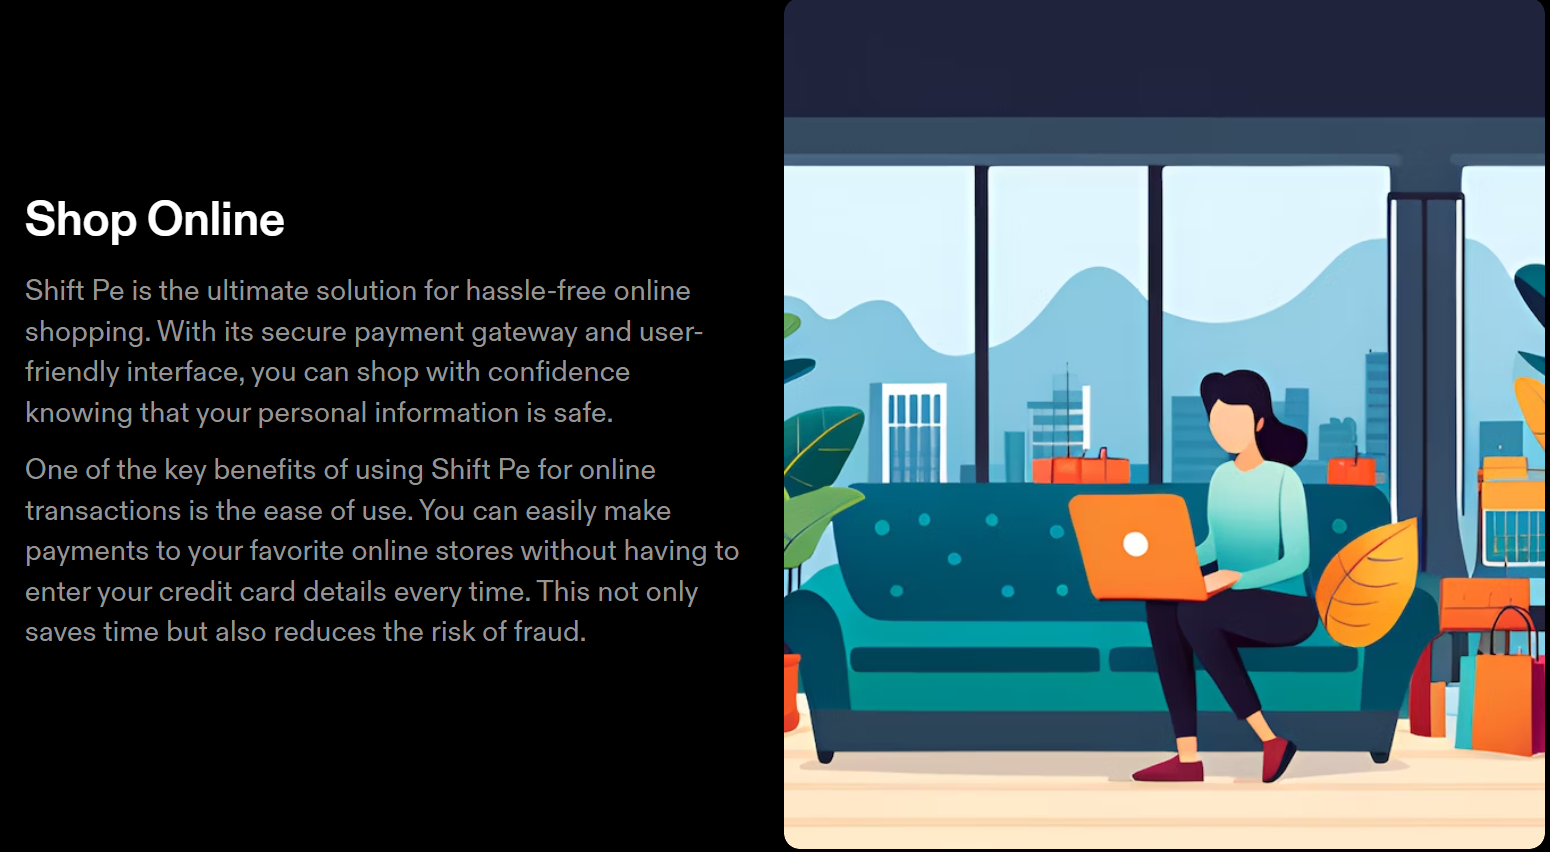 Shop Online
Shift Pe is the ultimate solution for hassle-free online
shopping. With its secure payment gateway and user-
friendly interface, you can shop with confidence
knowing that your personal information is safe.
One of the key benefits of using Shift Pe for online
transactions is the ease of use. You can easily make
payments to your favorite online stores without having to
enter your credit card details every time. This not only
saves time but also reduces the risk of fraud.